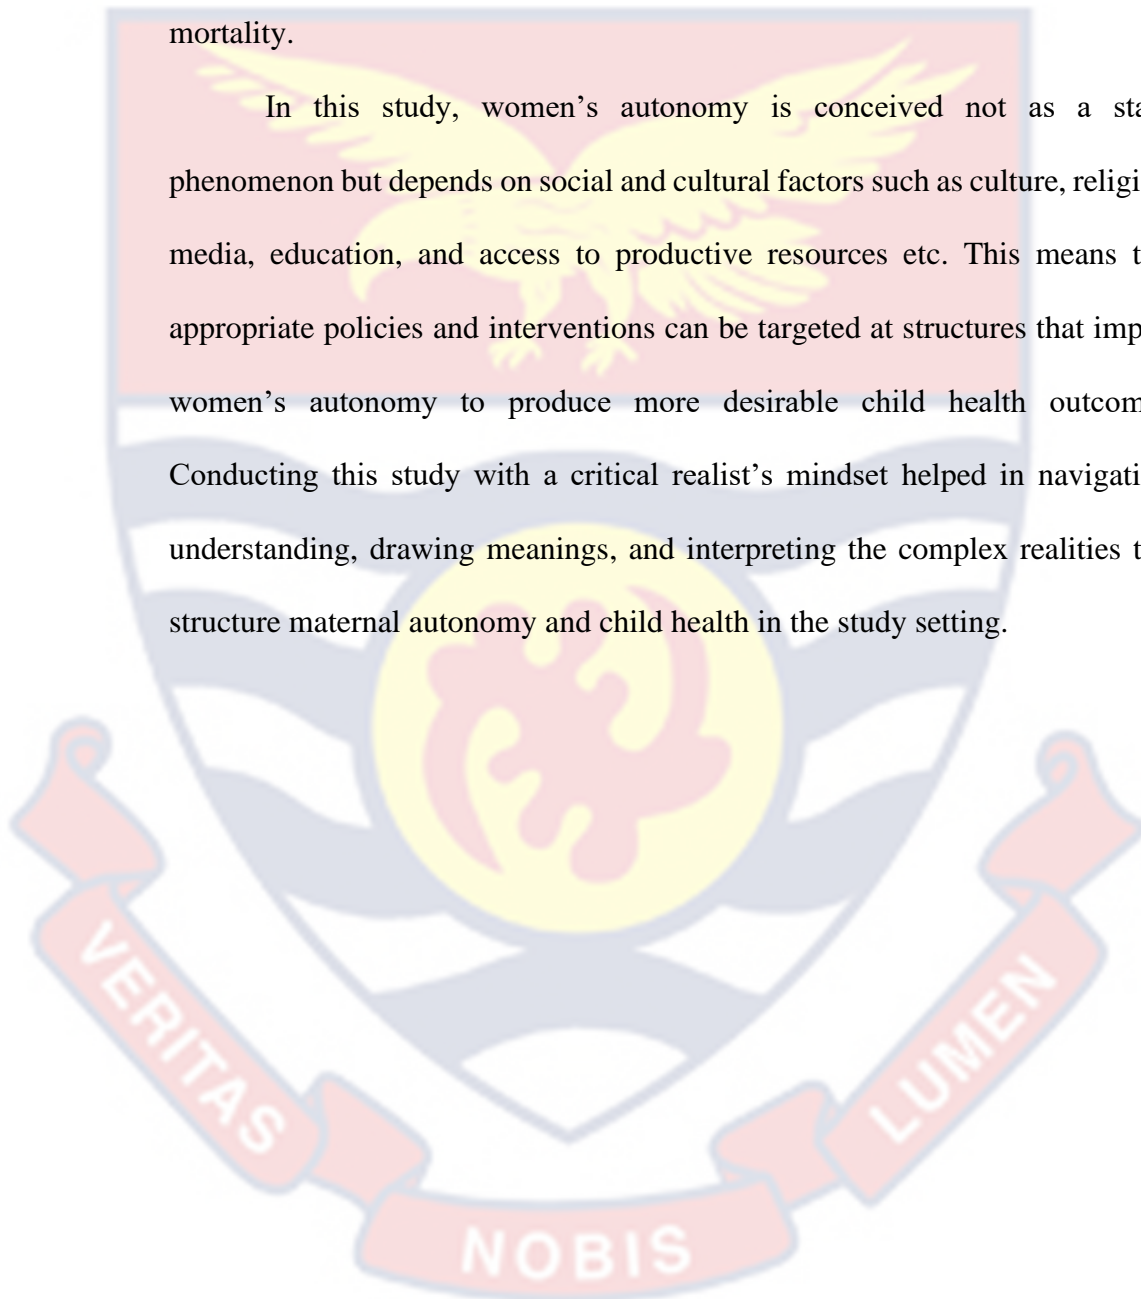 mortality.
In this study, women’s autonomy is conceived not as a sta
phenomenon but depends on social and cultural factors such as culture, religi
media, education, and access to productive resources etc. This means t
appropriate policies and interventions can be targeted at structures that imp
women’s autonomy to produce more desirable child health outcom
Conducting this study with a critical realist’s mindset helped in navigati
understanding, drawing meanings, and interpreting the complex realities t
structure maternal autonomy and child health in the study setting.
VERITAS
NOBIS
LUMEN